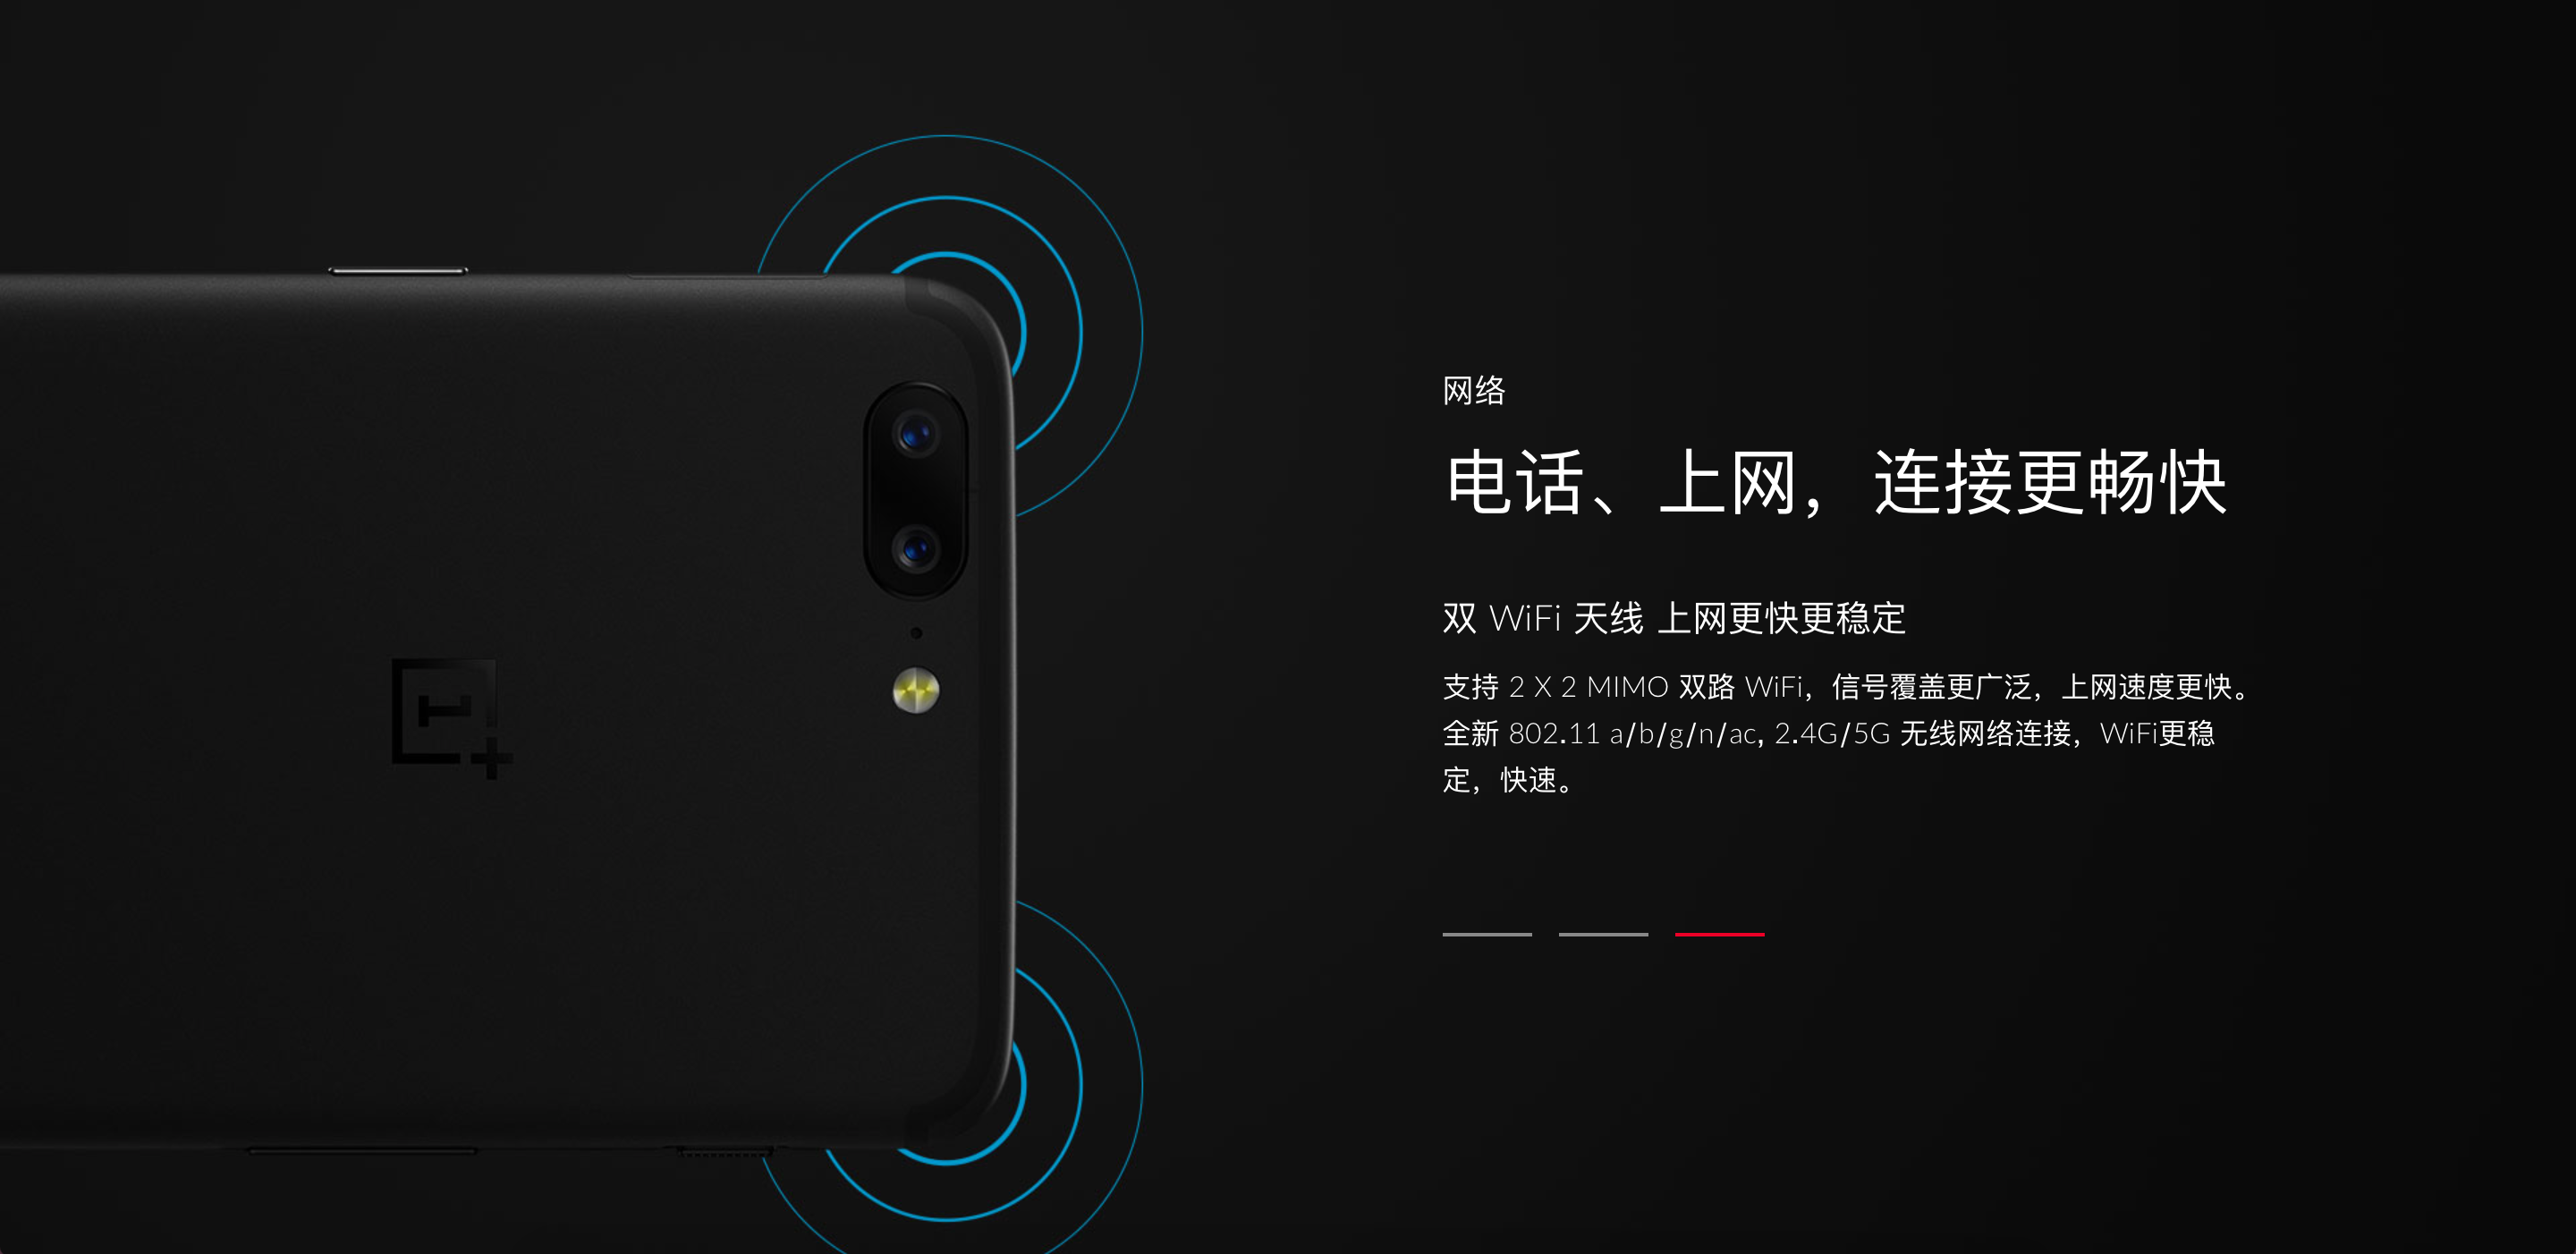 网络
电话、上网，连接更畅快
双 WiFi 天线 上网更快更稳定
支持 2 X 2 MIMO 双路 WiFi，信号覆盖更广泛，上网速度更快。
全新 802.11 a/b/g/n/ac, 2.4G/5G 无线网络连接，WiFi更稳
定，快速。